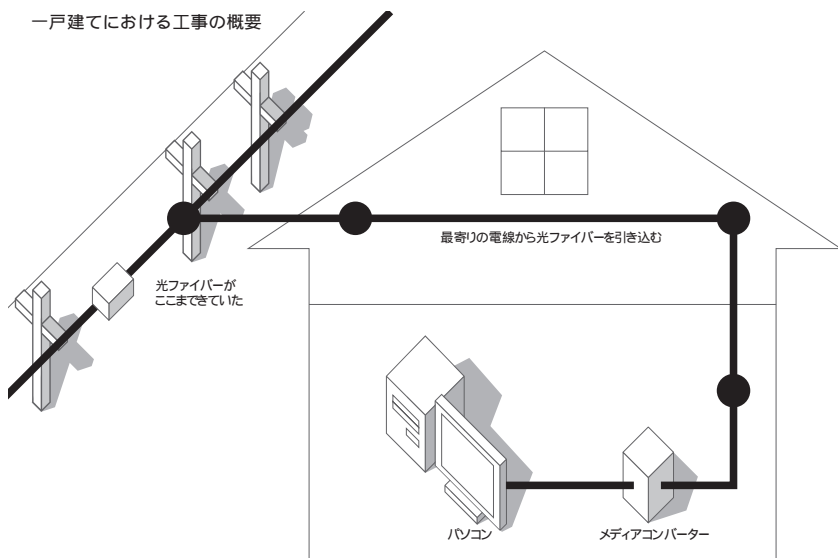 一戸建てにおける工事の概要
最寄りの電線から光ファイバーを引き込む
光ファイバーが
ここまできていた
パソコン
メディアコンバーター